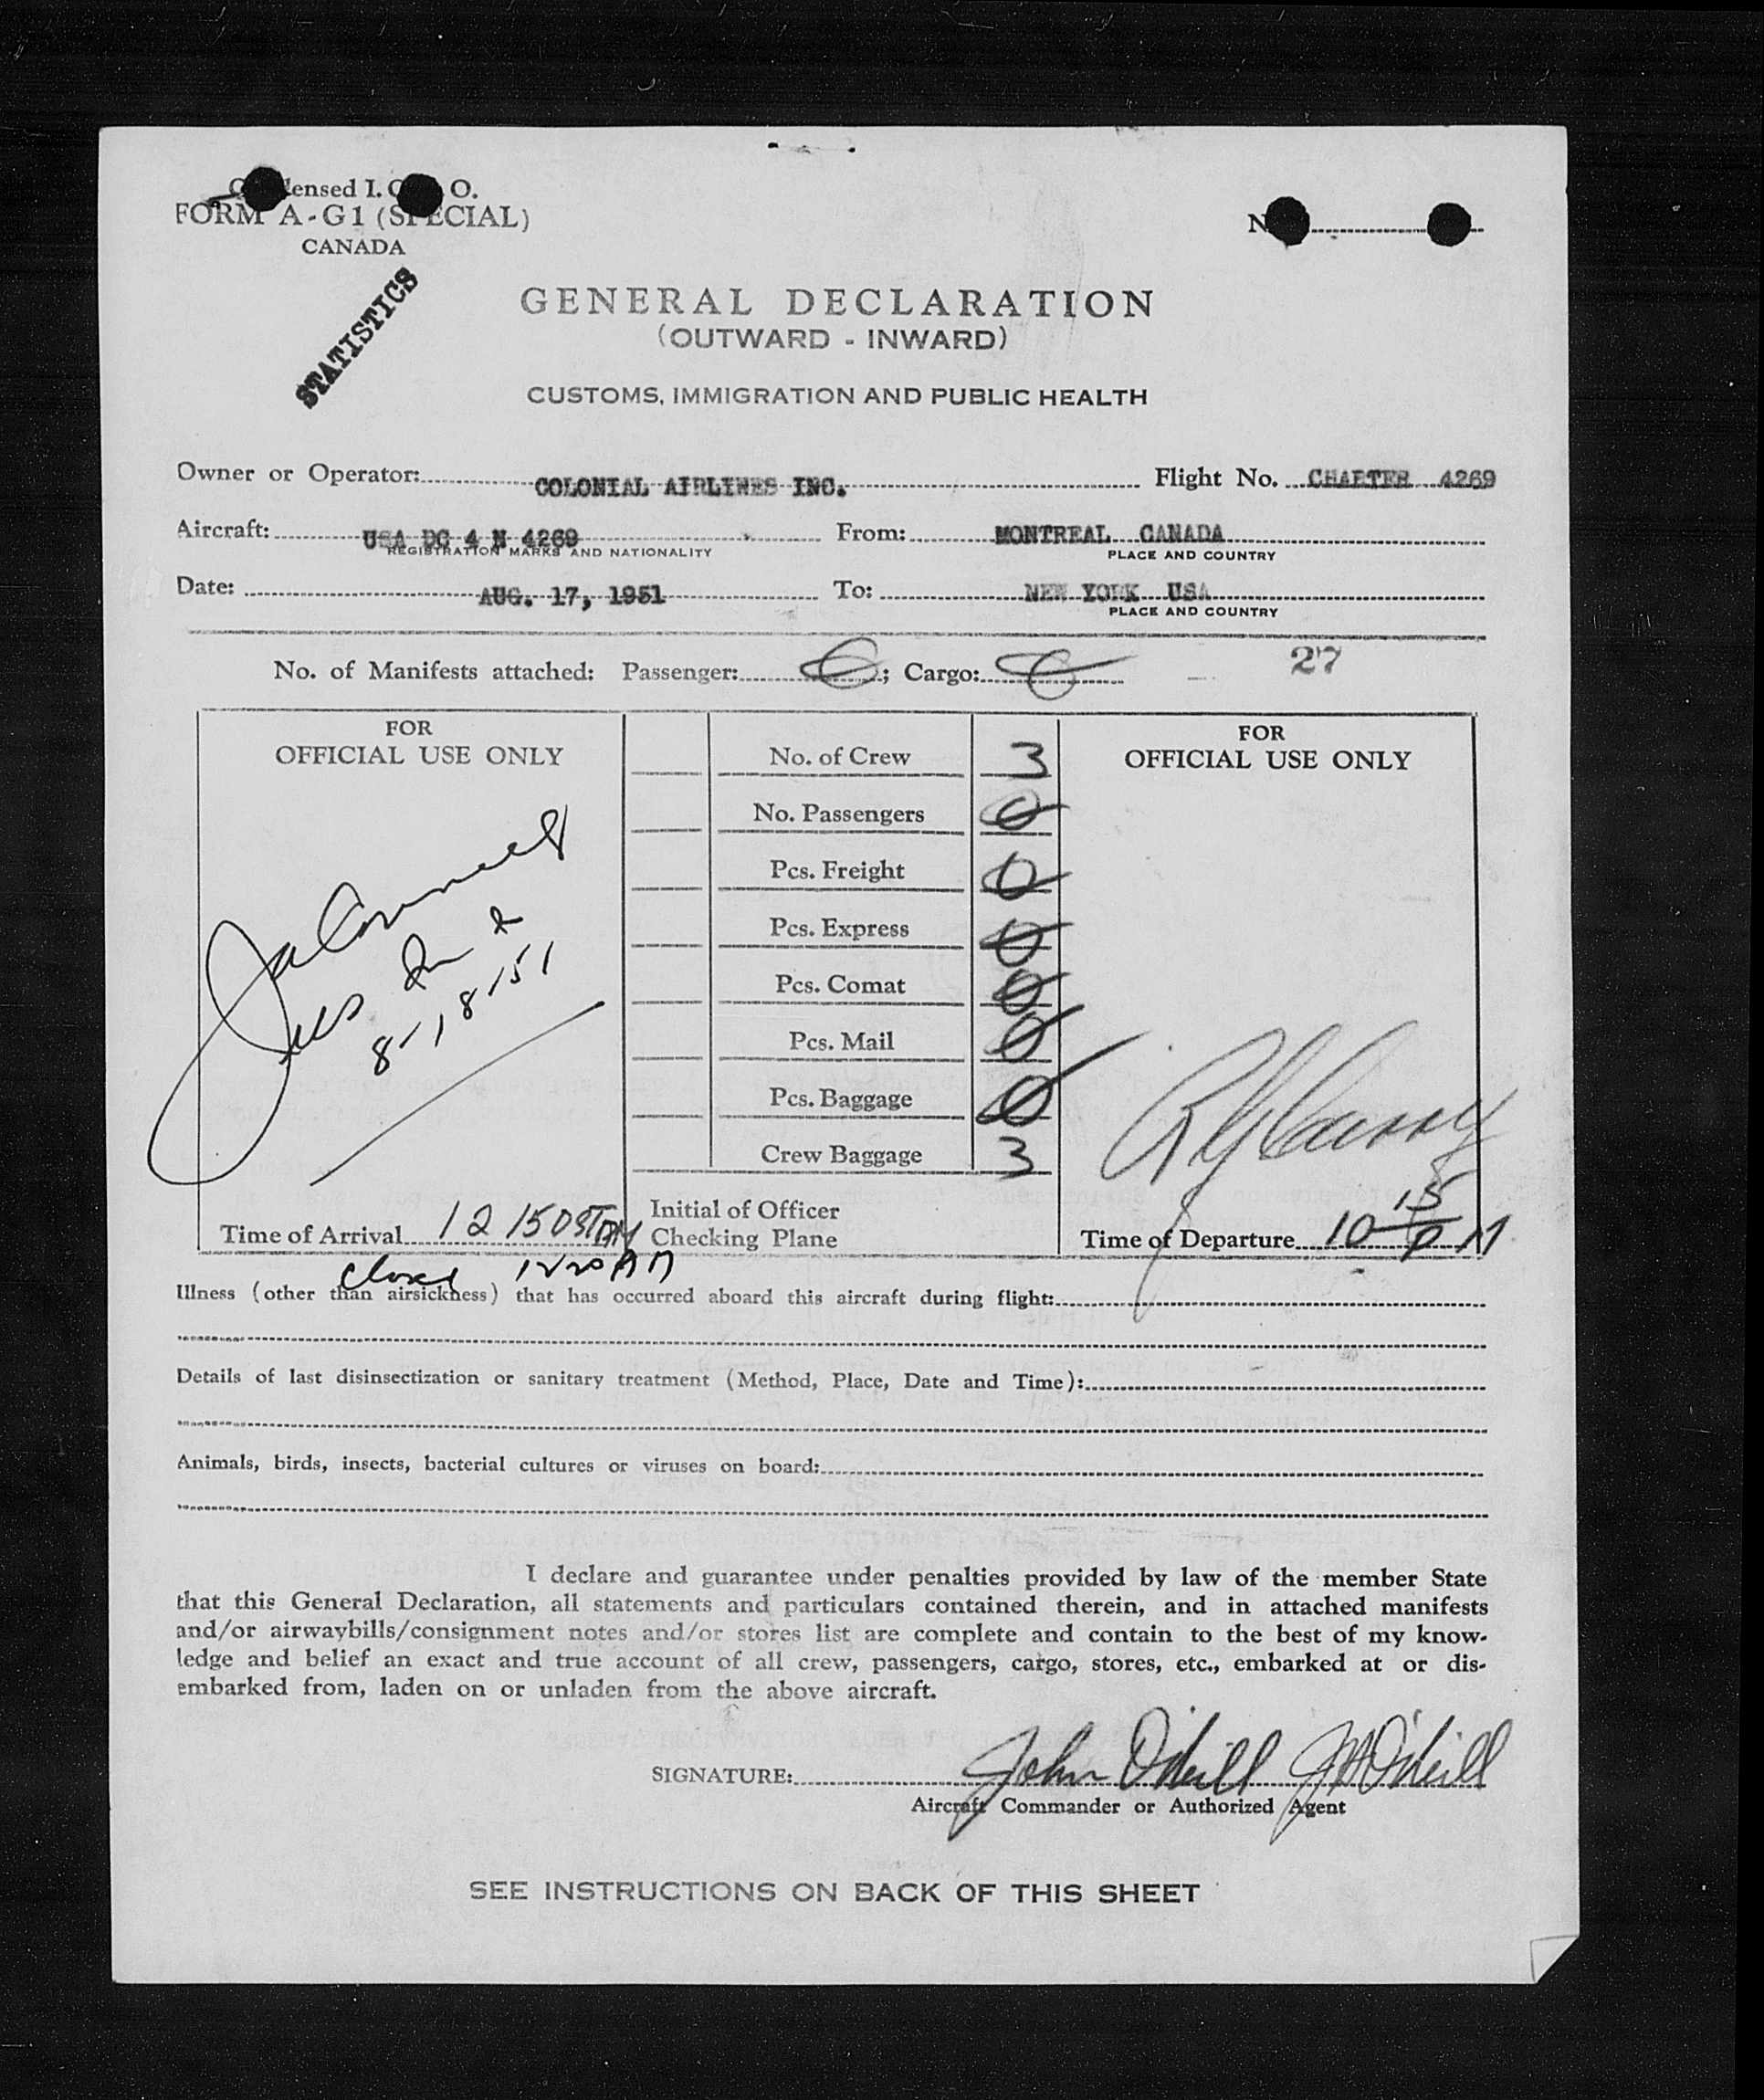 Condensed I. C. A. O.
FORM A-G1 (SPECIAL)
CANADA
STATISTICS
GENERAL DECLARATION
(OUTWARD - INWARD)
CUSTOMS, IMMIGRATION AND PUBLIC HEALTH
Owner or Operator: COLONIAL AIRLINES INC. Flight No. CHARTER 4269
Aircraft: USA DC 4 N 4269 From: MONTREAL CANADA
REGISTRATION MARKS AND NATIONALITY PLACE AND COUNTRY
Date: AUG. 17, 1951 To: NEW YORK USA
PLACE AND COUNTRY
No. of Manifests attached: Passenger: 0; Cargo: 0 27
FOR
OFFICIAL USE ONLY
8-18-51
Time of Arrival 12 15 DST AM
Closed 1220 AM
No. of Crew 3
No. Passengers 0
Pcs. Freight 0
Pcs. Express 0
Pcs. Comat 0
Pcs. Mail 0
Pcs. Baggage 0
Crew Baggage 3
Initial of Officer
Checking Plane
FOR
OFFICIAL USE ONLY
Time of Departure 10 15 PM
Illness (other than airsickness) that has occurred aboard this aircraft during flight:
Details of last disinsectization or sanitary treatment (Method, Place, Date and Time):
Animals, birds, insects, bacterial cultures or viruses on board:
I declare and guarantee under penalties provided by law of the member State
that this General Declaration, all statements and particulars contained therein, and in attached manifests
and/or airwaybills/consignment notes and/or stores list are complete and contain to the best of my know-
ledge and belief an exact and true account of all crew, passengers, cargo, stores, etc., embarked at or dis-
embarked from, laden on or unladen from the above aircraft.
SIGNATURE: John O'Neill JHO'Neill
Aircraft Commander or Authorized Agent
SEE INSTRUCTIONS ON BACK OF THIS SHEET